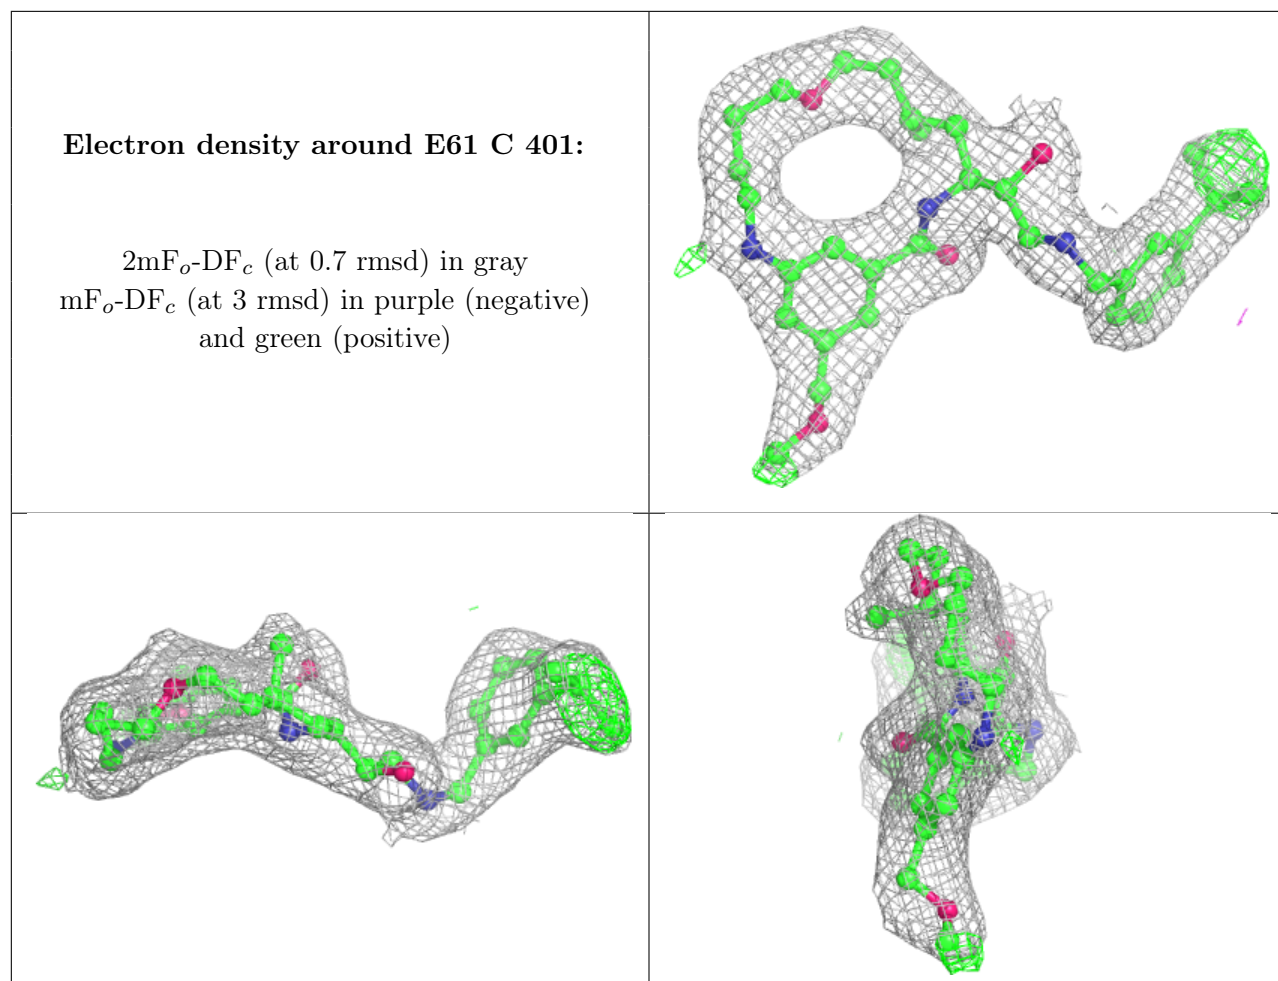 Electron density around E61 C 401:
2mFo-DFc (at 0.7 rmsd) in gray
mFo-DFc (at 3 rmsd) in purple (negative)
and green (positive)